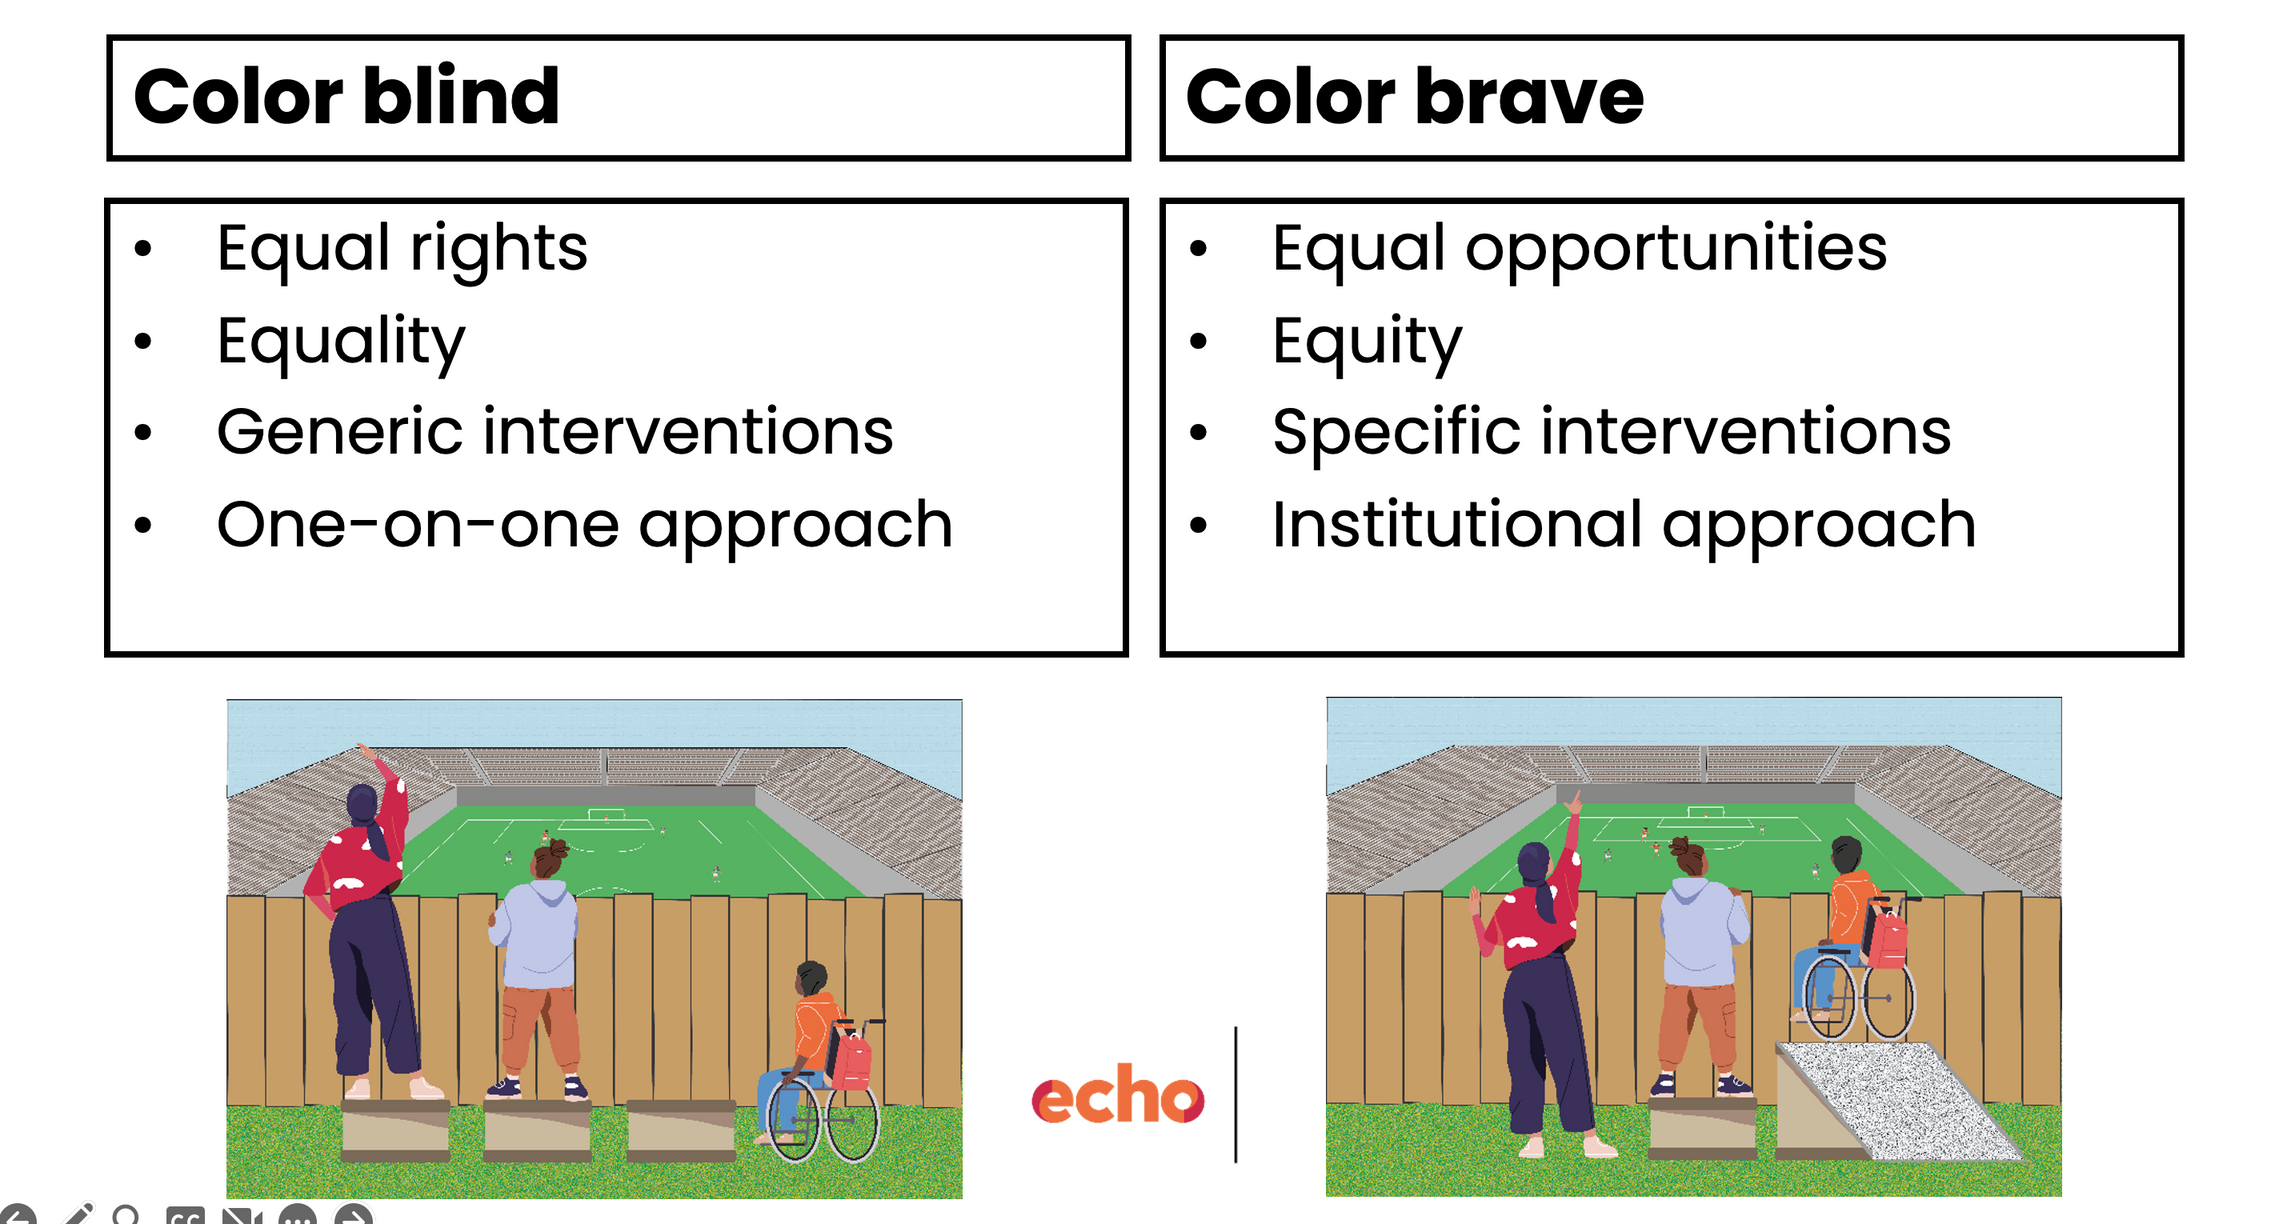 Color blind
Color brave
• Equal rights
• Equality
• Generic interventions
• One-on-one approach
• Equal opportunities
• Equity
• Specific interventions
• Institutional approach
echo
CC